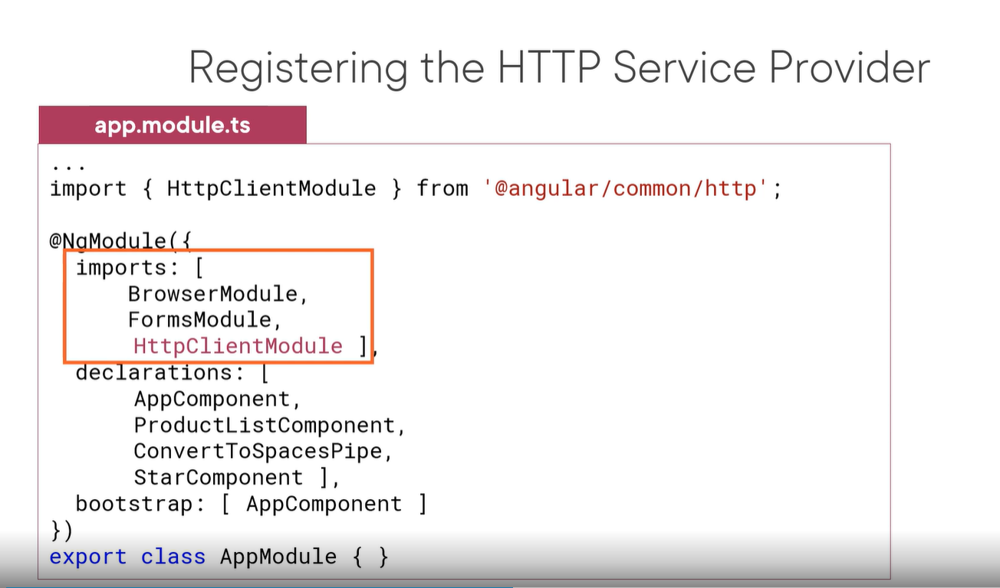 Registering the HTTP Service Provider
app.module.ts
...
import { HttpClientModule } from '@angular/common/http';
@NgModule({
imports: [
BrowserModule,
FormsModule,
HttpClientModule ],
declarations: [
AppComponent,
ProductListComponent,
ConvertToSpacesPipe,
StarComponent ],
bootstrap: [ AppComponent ]
})
export class AppModule { }